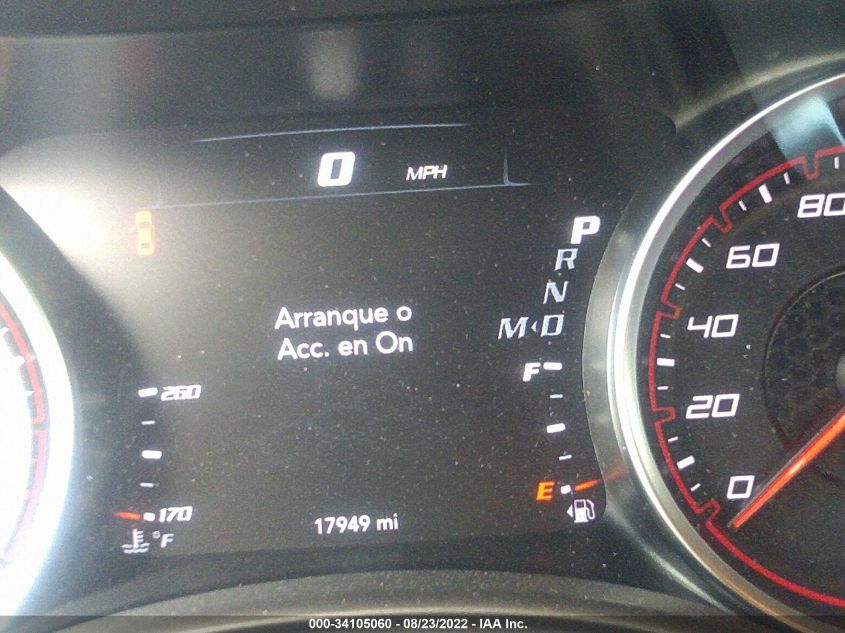 0 MPH
P
R
N
M◂D
Arranque o
Acc. en On
F
E
260
170
°F
17949 mi
80
60
40
20
0
000-34105060 - 08/23/2022 - IAA Inc.